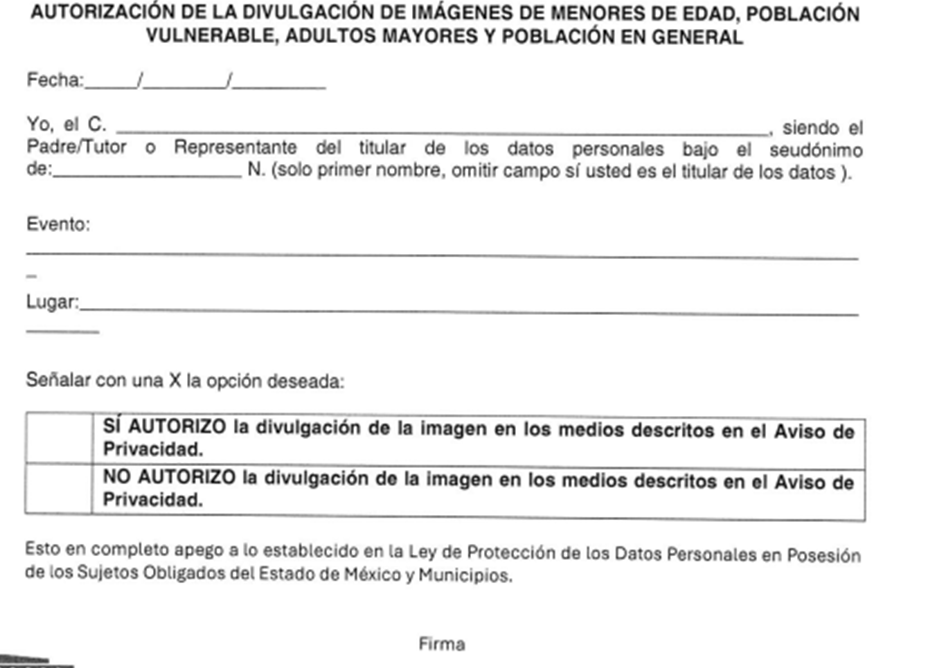 AUTORIZACIÓN DE LA DIVULGACIÓN DE IMÁGENES DE MENORES DE EDAD, POBLACIÓN
VULNERABLE, ADULTOS MAYORES Y POBLACIÓN EN GENERAL
Fecha:_____/________/_________
Yo, el C. ________________________________________________________________, siendo el
Padre/Tutor o Representante del titular de los datos personales bajo el seudónimo
de:___________________ N. (solo primer nombre, omitir campo sí usted es el titular de los datos ).
Evento:
___________________________________________________________________________________
_
Lugar:_____________________________________________________________________________
_______
Señalar con una X la opción deseada:
SÍ AUTORIZO la divulgación de la imagen en los medios descritos en el Aviso de
Privacidad.
NO AUTORIZO la divulgación de la imagen en los medios descritos en el Aviso de
Privacidad.
Esto en completo apego a lo establecido en la Ley de Protección de los Datos Personales en Posesión
de los Sujetos Obligados del Estado de México y Municipios.
Firma